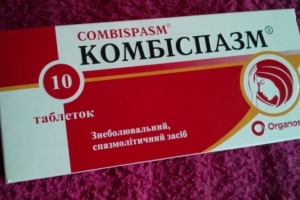 COMBISPASM®
КОМБІСПАЗМ®
10
таблеток
Знеболювальний,
спазмолітичний засіб
Organos